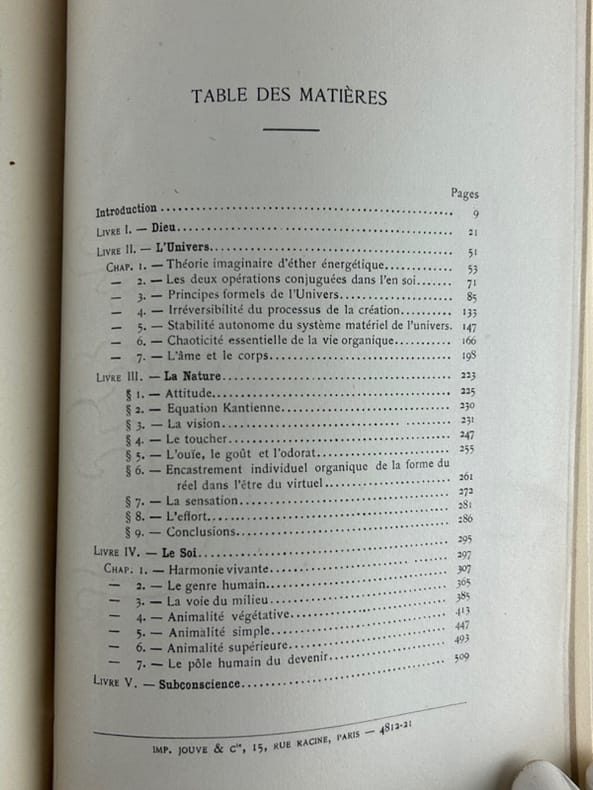 TABLE DES MATIÈRES
Pages
Introduction 9
LIVRE I. — Dieu 21
LIVRE II. — L'Univers 51
CHAP. 1. — Théorie imaginaire d'éther énergétique 53
— 2. — Les deux opérations conjuguées dans l'en soi 71
— 3. — Principes formels de l'Univers 85
— 4. — Irréversibilité du processus de la création 133
— 5. — Stabilité autonome du système matériel de l'univers. 147
— 6. — Chaoticité essentielle de la vie organique 166
— 7. — L'âme et le corps 198
LIVRE III. — La Nature 223
§ 1. — Attitude 225
§ 2. — Equation Kantienne 230
§ 3. — La vision 231
§ 4. — Le toucher 247
§ 5. — L'ouïe, le goût et l'odorat 255
§ 6. — Encastrement individuel organique de la forme du
réel dans l'être du virtuel 261
§ 7. — La sensation 272
§ 8. — L'effort 281
§ 9. — Conclusions 286
LIVRE IV. — Le Soi 295
CHAP. 1. — Harmonie vivante 297
— 2. — Le genre humain 307
— 3. — La voie du milieu 365
— 4. — Animalité végétative 385
— 5. — Animalité simple 413
— 6. — Animalité supérieure 447
— 7. — Le pôle humain du devenir 493
LIVRE V. — Subconscience 509
IMP. JOUVE & Cie, 15, RUE RACINE, PARIS — 4812-21